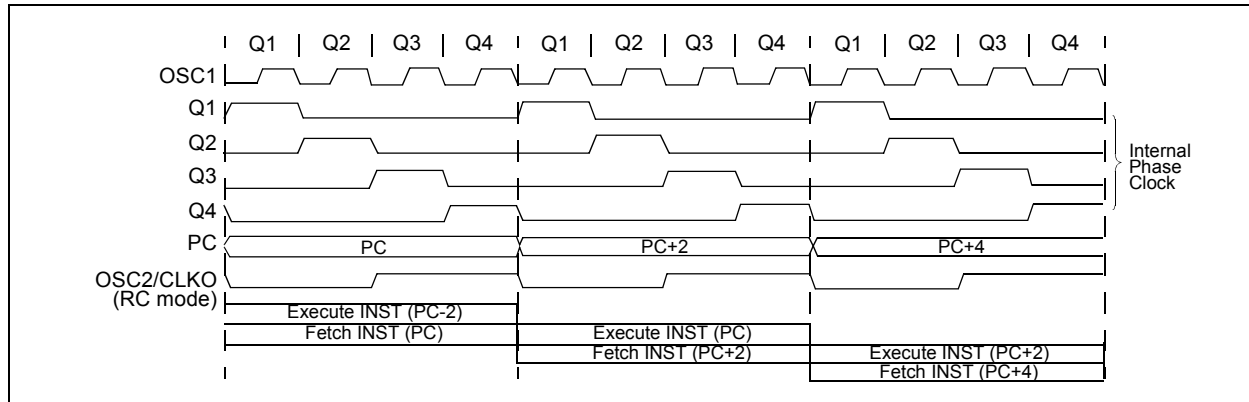 Q1 Q2 Q3 Q4 Q1 Q2 Q3 Q4 Q1 Q2 Q3 Q4
OSC1
Q1
Q2
Q3
Q4
Internal
Phase
Clock
PC PC PC+2 PC+4
OSC2/CLKO
(RC mode)
Execute INST (PC-2)
Fetch INST (PC) Execute INST (PC)
Fetch INST (PC+2) Execute INST (PC+2)
Fetch INST (PC+4)